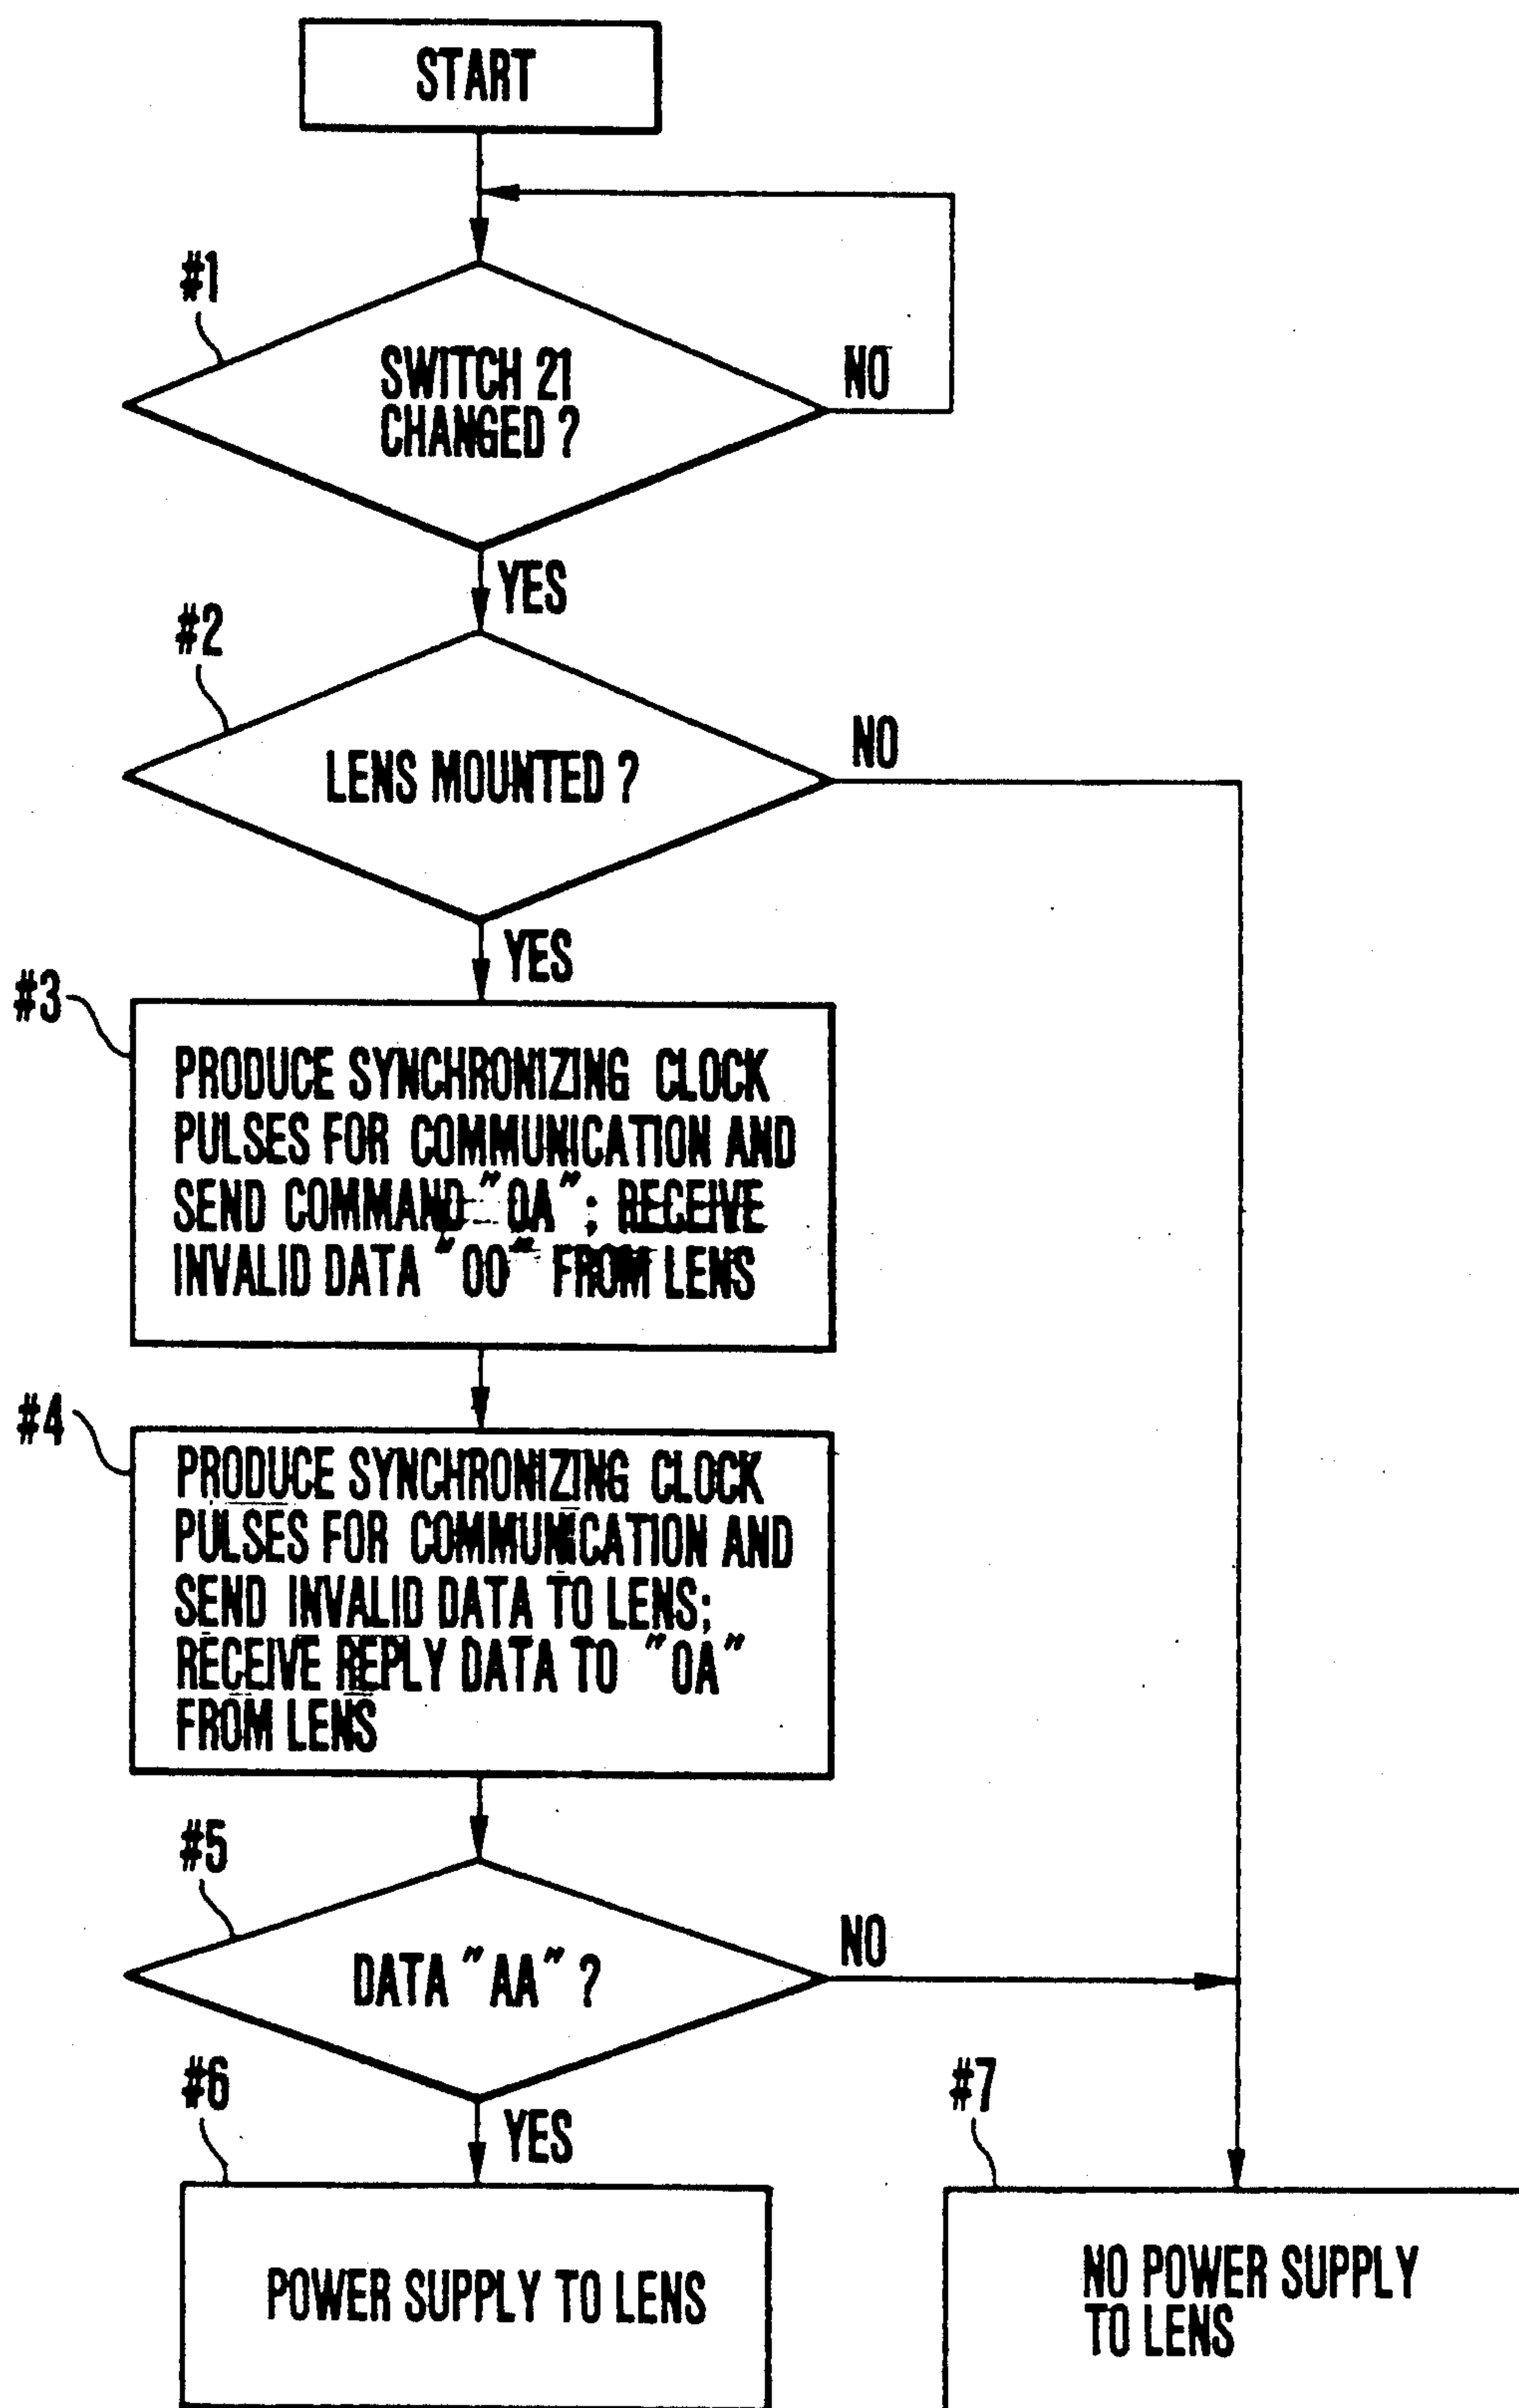 START
#1
SWITCH 21
CHANGED ?
NO
YES
#2
LENS MOUNTED ?
NO
YES
#3
PRODUCE SYNCHRONIZING CLOCK
PULSES FOR COMMUNICATION AND
SEND COMMAND "0A"; RECEIVE
INVALID DATA "00" FROM LENS
#4
PRODUCE SYNCHRONIZING CLOCK
PULSES FOR COMMUNICATION AND
SEND INVALID DATA TO LENS;
RECEIVE REPLY DATA TO "0A"
FROM LENS
#5
DATA "AA" ?
NO
YES
#6
POWER SUPPLY TO LENS
#7
NO POWER SUPPLY
TO LENS